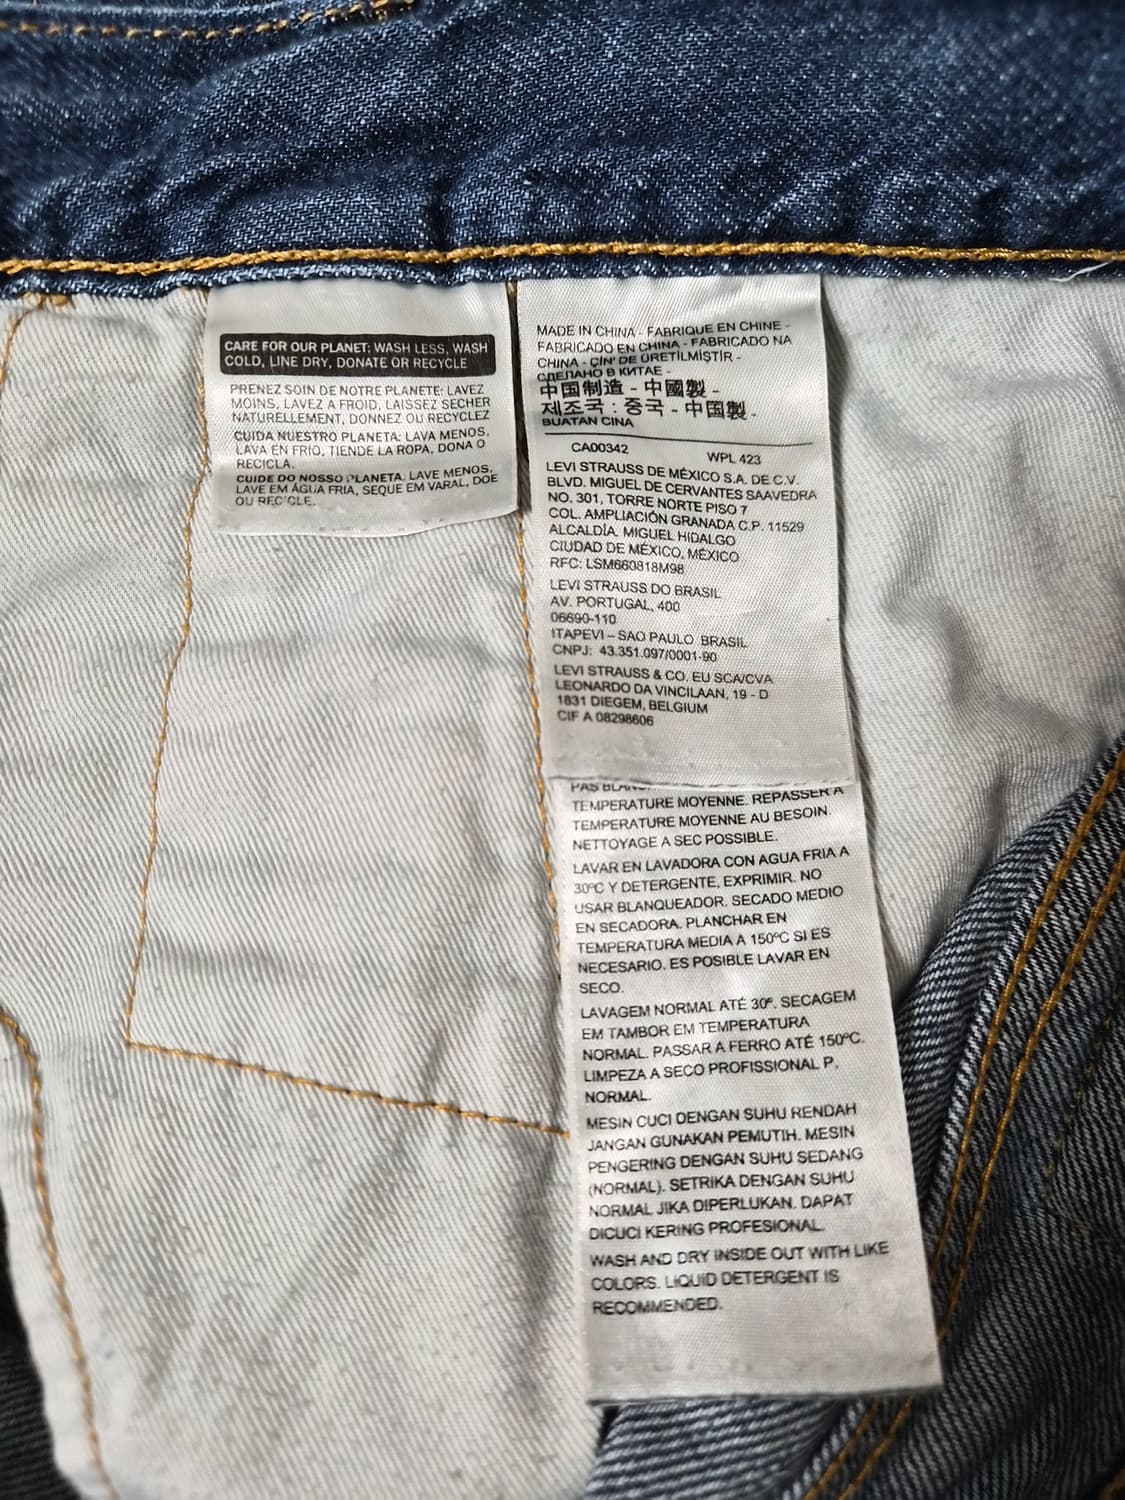 CARE FOR OUR PLANET: WASH LESS, WASH
COLD, LINE DRY, DONATE OR RECYCLE
PRENEZ SOIN DE NOTRE PLANETE: LAVEZ
MOINS, LAVEZ A FROID, LAISSEZ SECHER
NATURELLEMENT, DONNEZ OU RECYCLEZ
CUIDA NUESTRO PLANETA: LAVA MENOS,
LAVA EN FRIO, TIENDE LA ROPA, DONA O
RECICLA.
CUIDE DO NOSSO PLANETA. LAVE MENOS,
LAVE EM ÁGUA FRIA, SEQUE EM VARAL, DOE
OU RECICLE.
MADE IN CHINA - FABRIQUE EN CHINE -
FABRICADO EN CHINA - FABRICADO NA
CHINA - ÇİN' DE ÜRETİLMİŞTİR -
СДЕЛАНО В КИТАЕ -
中国制造 - 中國製 -
제조국 : 중국 - 中国製 -
BUATAN CINA
CA00342 WPL 423
LEVI STRAUSS DE MÉXICO S.A. DE C.V.
BLVD. MIGUEL DE CERVANTES SAAVEDRA
NO. 301, TORRE NORTE PISO 7
COL. AMPLIACIÓN GRANADA C.P. 11529
ALCALDÍA. MIGUEL HIDALGO
CIUDAD DE MÉXICO, MÉXICO
RFC: LSM660818M98
LEVI STRAUSS DO BRASIL
AV. PORTUGAL, 400
06690-110
ITAPEVI – SAO PAULO BRASIL
CNPJ: 43.351.097/0001-90
LEVI STRAUSS & CO. EU SCA/CVA
LEONARDO DA VINCILAAN, 19 - D
1831 DIEGEM, BELGIUM
CIF A 08298606
PAS
TEMPERATURE MOYENNE. REPASSER A
TEMPERATURE MOYENNE AU BESOIN.
NETTOYAGE A SEC POSSIBLE.
LAVAR EN LAVADORA CON AGUA FRIA A
30ºC Y DETERGENTE, EXPRIMIR. NO
USAR BLANQUEADOR. SECADO MEDIO
EN SECADORA. PLANCHAR EN
TEMPERATURA MEDIA A 150ºC SI ES
NECESARIO. ES POSIBLE LAVAR EN
SECO.
LAVAGEM NORMAL ATÉ 30º. SECAGEM
EM TAMBOR EM TEMPERATURA
NORMAL. PASSAR A FERRO ATÉ 150ºC.
LIMPEZA A SECO PROFISSIONAL P,
NORMAL.
MESIN CUCI DENGAN SUHU RENDAH
JANGAN GUNAKAN PEMUTIH. MESIN
PENGERING DENGAN SUHU SEDANG
(NORMAL). SETRIKA DENGAN SUHU
NORMAL JIKA DIPERLUKAN. DAPAT
DICUCI KERING PROFESIONAL.
WASH AND DRY INSIDE OUT WITH LIKE
COLORS. LIQUID DETERGENT IS
RECOMMENDED.